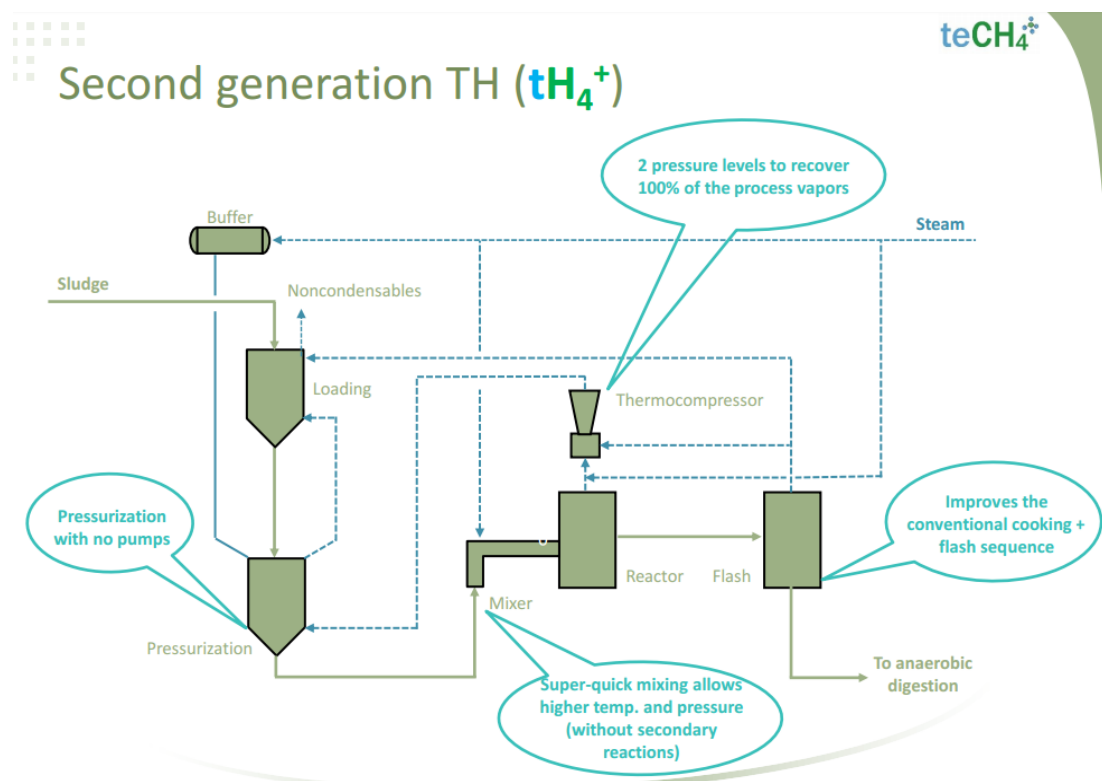 teCH4
Second generation TH (tH4+)
2 pressure levels to recover
100% of the process vapors
Buffer
Steam
Sludge
Noncondensables
Loading
Thermocompressor
Pressurization
with no pumps
Improves the
conventional cooking +
flash sequence
Reactor
Flash
Mixer
Pressurization
To anaerobic
digestion
Super-quick mixing allows
higher temp. and pressure
(without secondary
reactions)